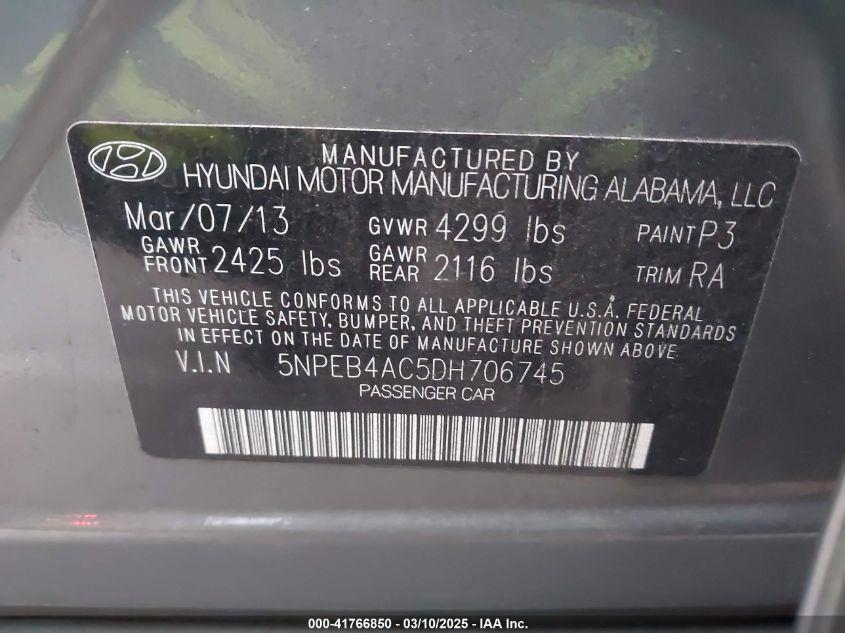 MANUFACTURED BY
HYUNDAI MOTOR MANUFACTURING ALABAMA, LLC
Mar/07/13 GVWR 4299 lbs PAINT P3
GAWR FRONT 2425 lbs GAWR REAR 2116 lbs TRIM RA
THIS VEHICLE CONFORMS TO ALL APPLICABLE U.S.A. FEDERAL
MOTOR VEHICLE SAFETY, BUMPER, AND THEFT PREVENTION STANDARDS
IN EFFECT ON THE DATE OF MANUFACTURE SHOWN ABOVE.
V.I.N 5NPEB4AC5DH706745
PASSENGER CAR
000-41766850 - 03/10/2025 - IAA Inc.